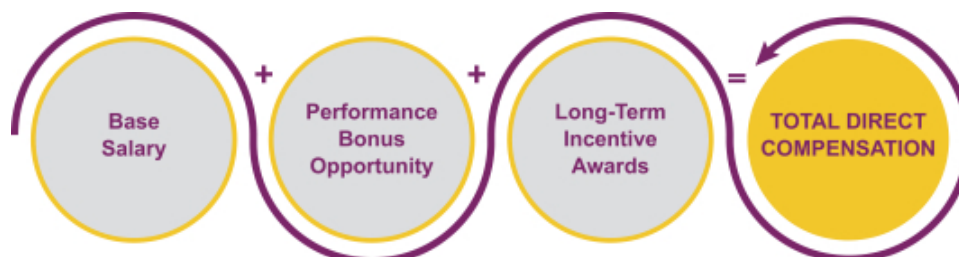 Base
Salary
+
Performance
Bonus
Opportunity
+
Long-Term
Incentive
Awards
=
TOTAL DIRECT
COMPENSATION